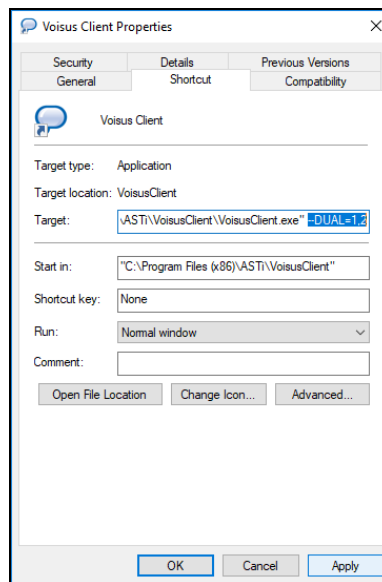 Voisus Client Properties
Security Details Previous Versions
General Shortcut Compatibility
Voisus Client
Target type: Application
Target location: VoisusClient
Target: \ASTi\VoisusClient\VoisusClient.exe" --DUAL=1,2
Start in: "C:\Program Files (x86)\ASTi\VoisusClient"
Shortcut key: None
Run: Normal window
Comment:
Open File Location Change Icon... Advanced...
OK Cancel Apply